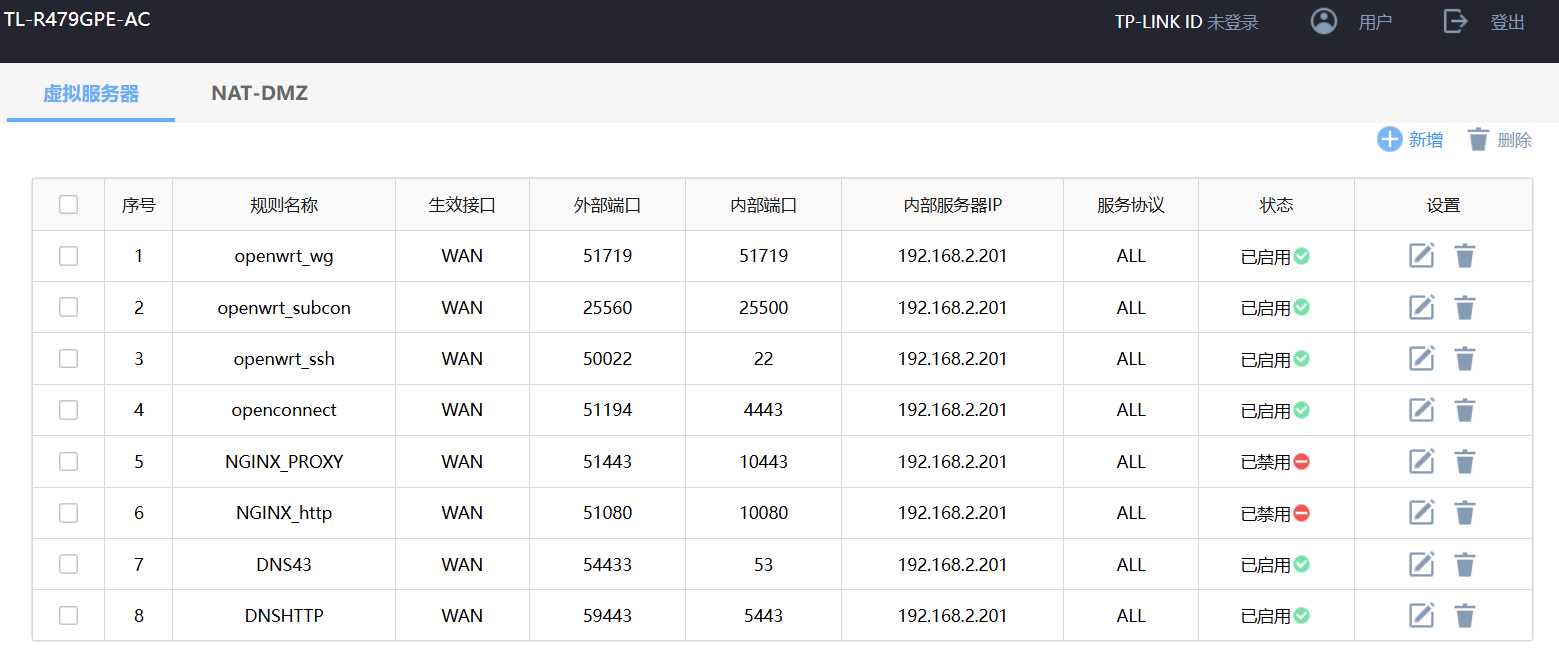 TL-R479GPE-AC
TP-LINK ID 未登录 用户 登出
虚拟服务器 NAT-DMZ
新增 删除
序号 规则名称 生效接口 外部端口 内部端口 内部服务器IP 服务协议 状态 设置
1 openwrt_wg WAN 51719 51719 192.168.2.201 ALL 已启用
2 openwrt_subcon WAN 25560 25500 192.168.2.201 ALL 已启用
3 openwrt_ssh WAN 50022 22 192.168.2.201 ALL 已启用
4 openconnect WAN 51194 4443 192.168.2.201 ALL 已启用
5 NGINX_PROXY WAN 51443 10443 192.168.2.201 ALL 已禁用
6 NGINX_http WAN 51080 10080 192.168.2.201 ALL 已禁用
7 DNS43 WAN 54433 53 192.168.2.201 ALL 已启用
8 DNSHTTP WAN 59443 5443 192.168.2.201 ALL 已启用